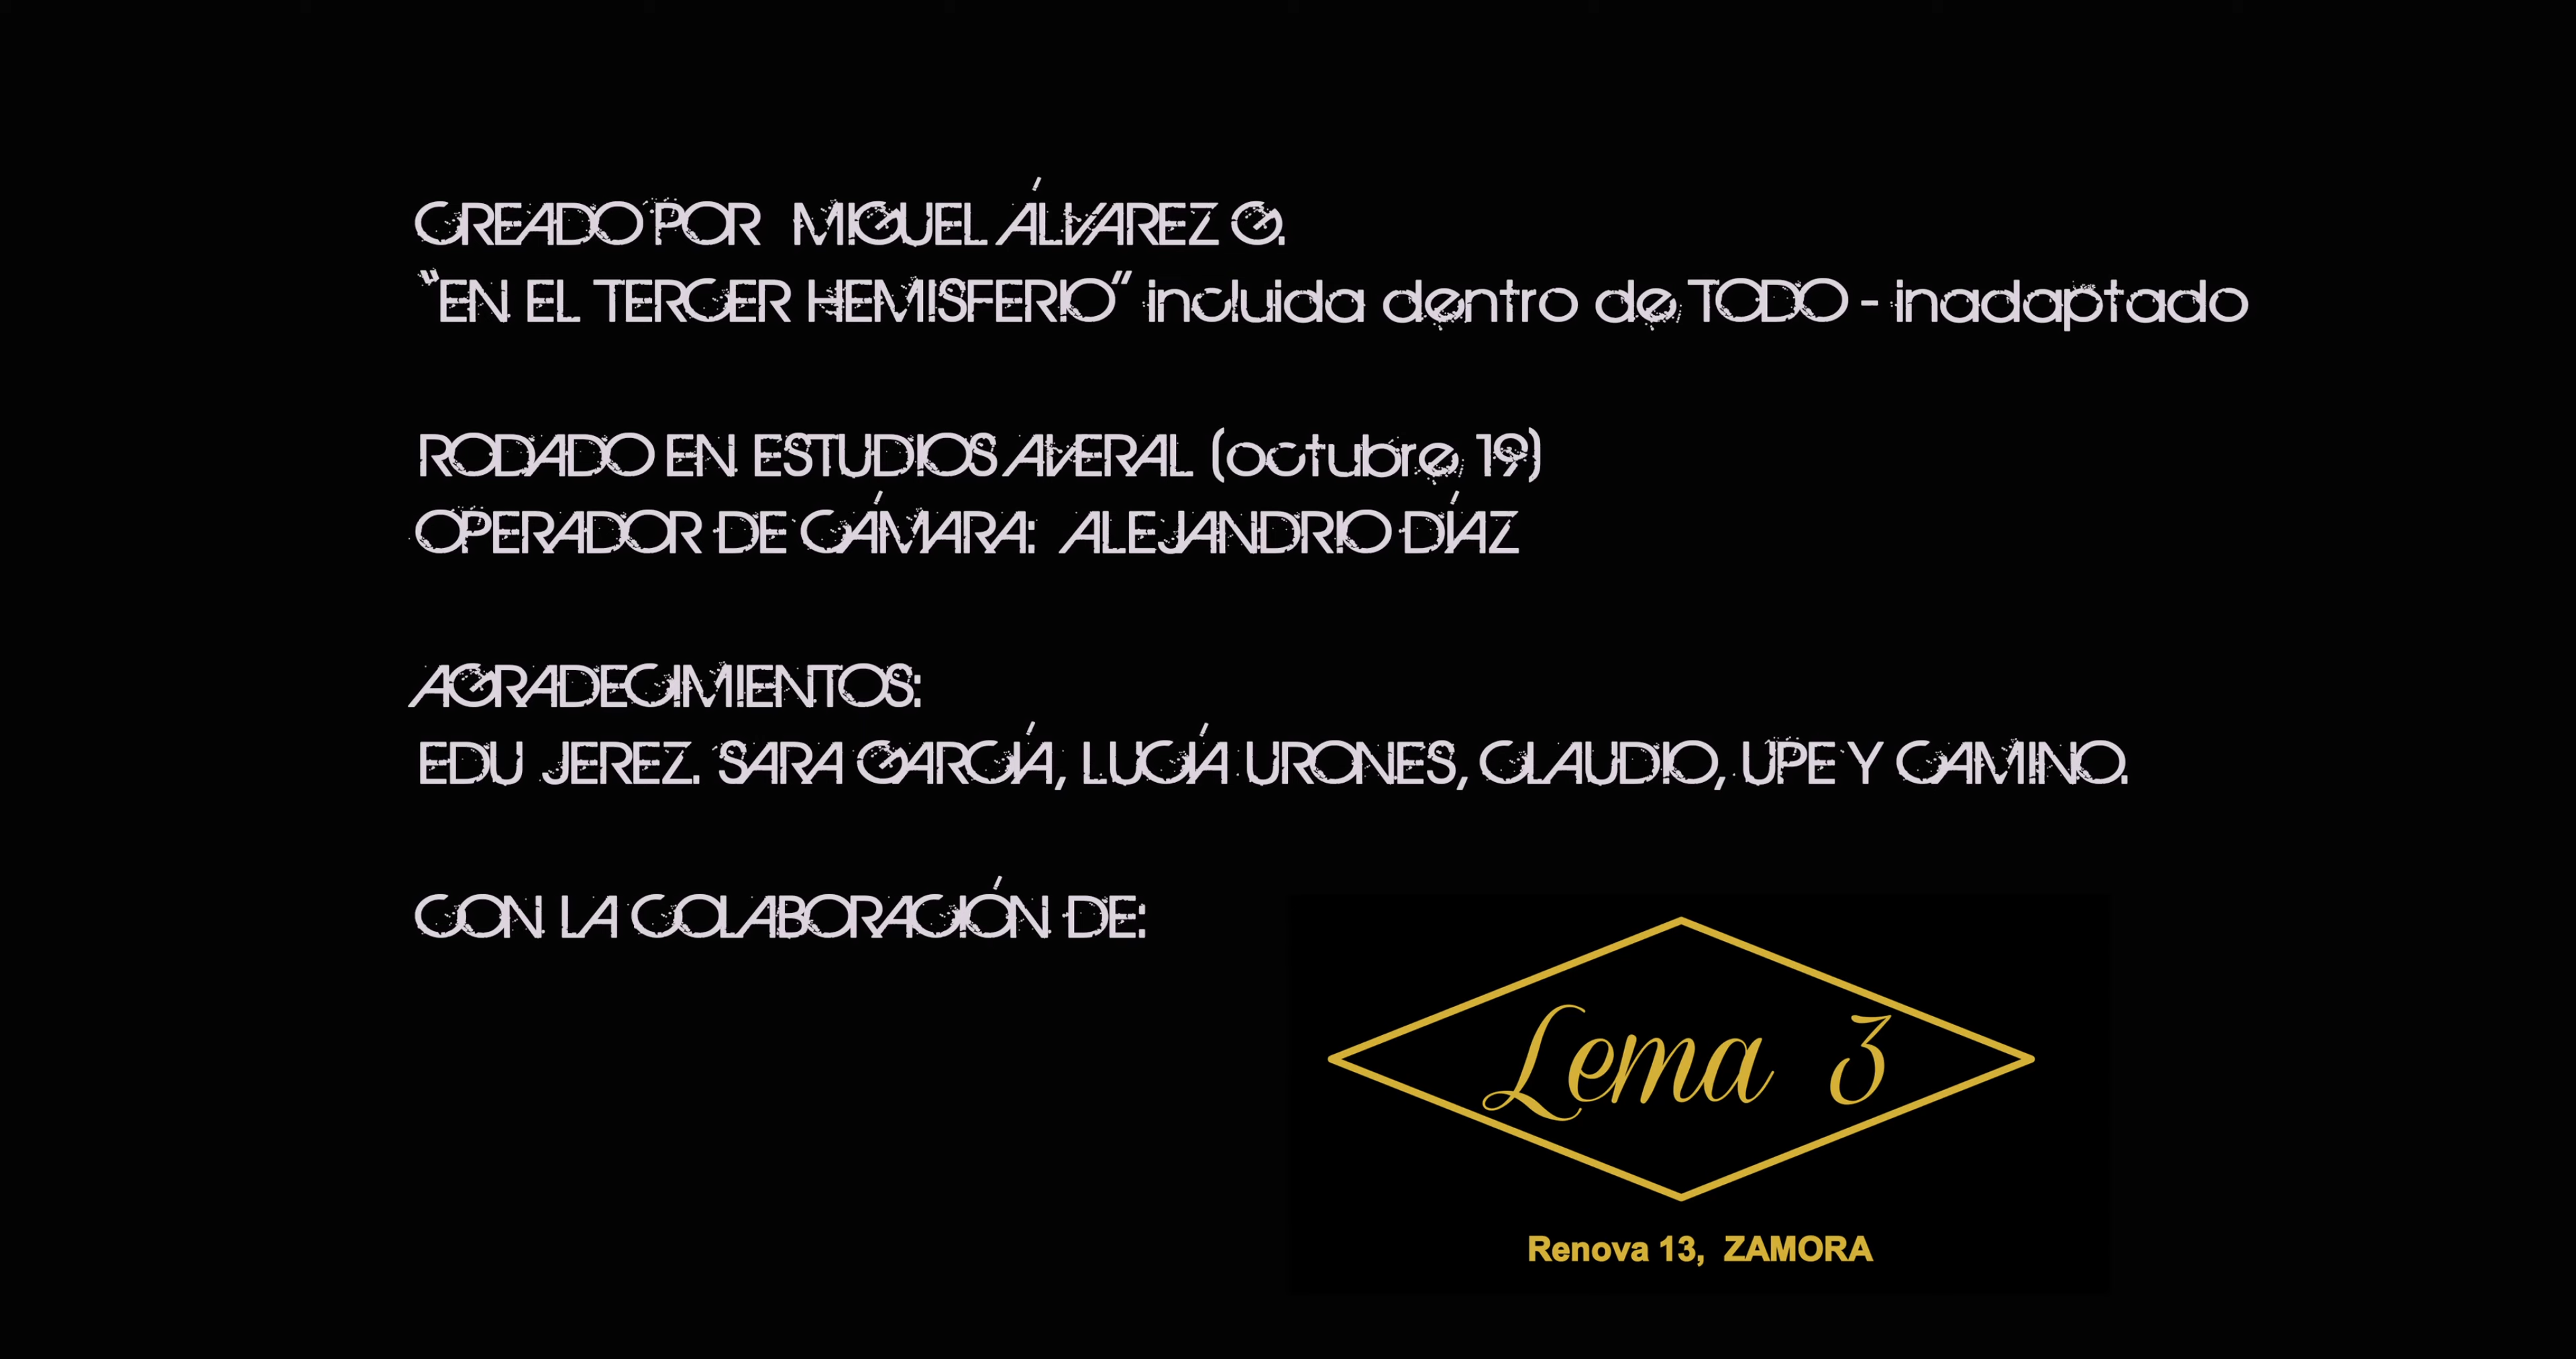 CREADO POR MIGUEL ÁLVAREZ G.
"EN EL TERCER HEMISFERIO" incluida dentro de TODO - inadaptado
RODADO EN ESTUDIOS AVERAL (octubre 19)
OPERADOR DE CÁMARA: ALEJANDRIO DÍAZ
AGRADECIMIENTOS:
EDU JEREZ. SARA GARCÍA, LUCÍA URONES, CLAUDIO, UPE Y CAMINO.
CON LA COLABORACIÓN DE:
Lema 3
Renova 13, ZAMORA